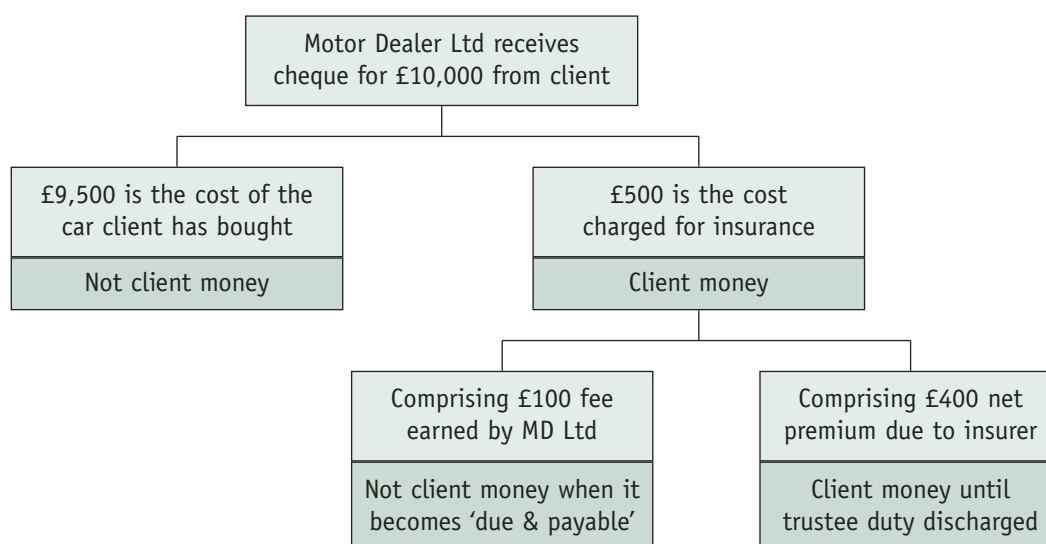 Motor Dealer Ltd receives
cheque for £10,000 from client
£9,500 is the cost of the
car client has bought
Not client money
£500 is the cost
charged for insurance
Client money
Comprising £100 fee
earned by MD Ltd
Not client money when it
becomes ‘due & payable’
Comprising £400 net
premium due to insurer
Client money until
trustee duty discharged